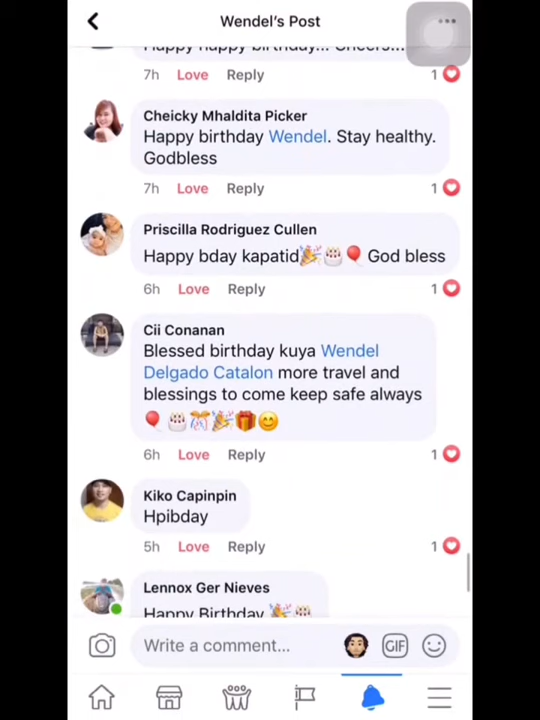 Wendel's Post
Happy happy birthday... Cheers...
7h Love Reply 1
Cheicky Mhaldita Picker
Happy birthday Wendel. Stay healthy.
Godbless
7h Love Reply 1
Priscilla Rodriguez Cullen
Happy bday kapatid🎉🎂🎈 God bless
6h Love Reply 1
Cii Conanan
Blessed birthday kuya Wendel
Delgado Catalon more travel and
blessings to come keep safe always
🎈🎂🎊🎉🎁😊
6h Love Reply 1
Kiko Capinpin
Hpibday
5h Love Reply 1
Lennox Ger Nieves
Happy Birthday 🎉🎂
Write a comment...
GIF